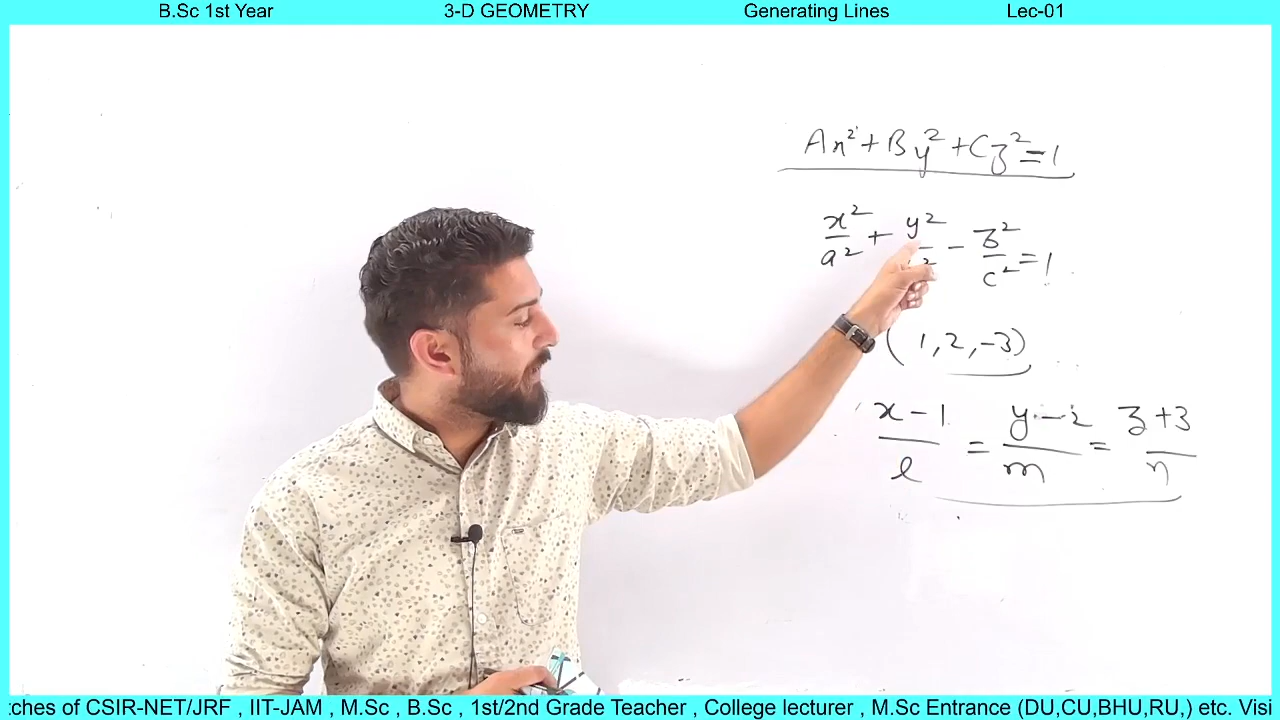 B.Sc 1st Year 3-D GEOMETRY Generating Lines Lec-01
Ax²+By²+Cz²=1
x²/a² + y²/ ² - z²/c² = 1
(1,2,-3)
x-1/l = y-2/m = z+3/n
tches of CSIR-NET/JRF , IIT-JAM , M.Sc , B.Sc , 1st/2nd Grade Teacher , College lecturer , M.Sc Entrance (DU,CU,BHU,RU,) etc. Visi